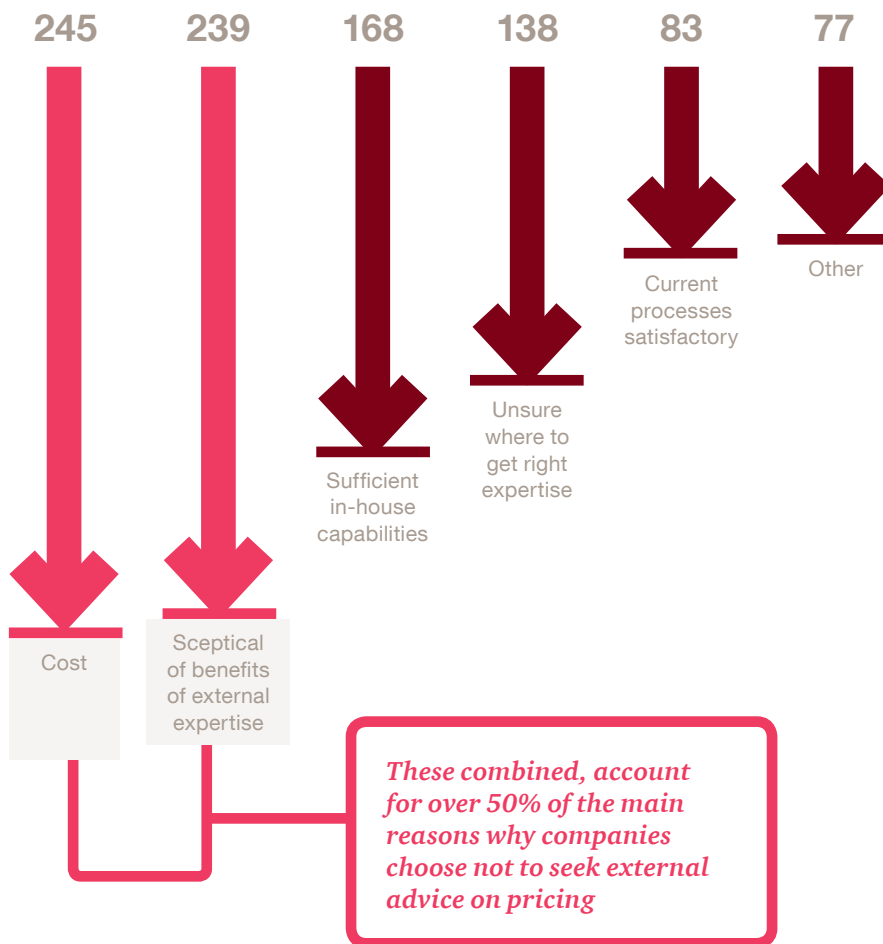 245 239 168 138 83 77
Cost
Sceptical
of benefits
of external
expertise
Sufficient
in-house
capabilities
Unsure
where to
get right
expertise
Current
processes
satisfactory
Other
These combined, account
for over 50% of the main
reasons why companies
choose not to seek external
advice on pricing